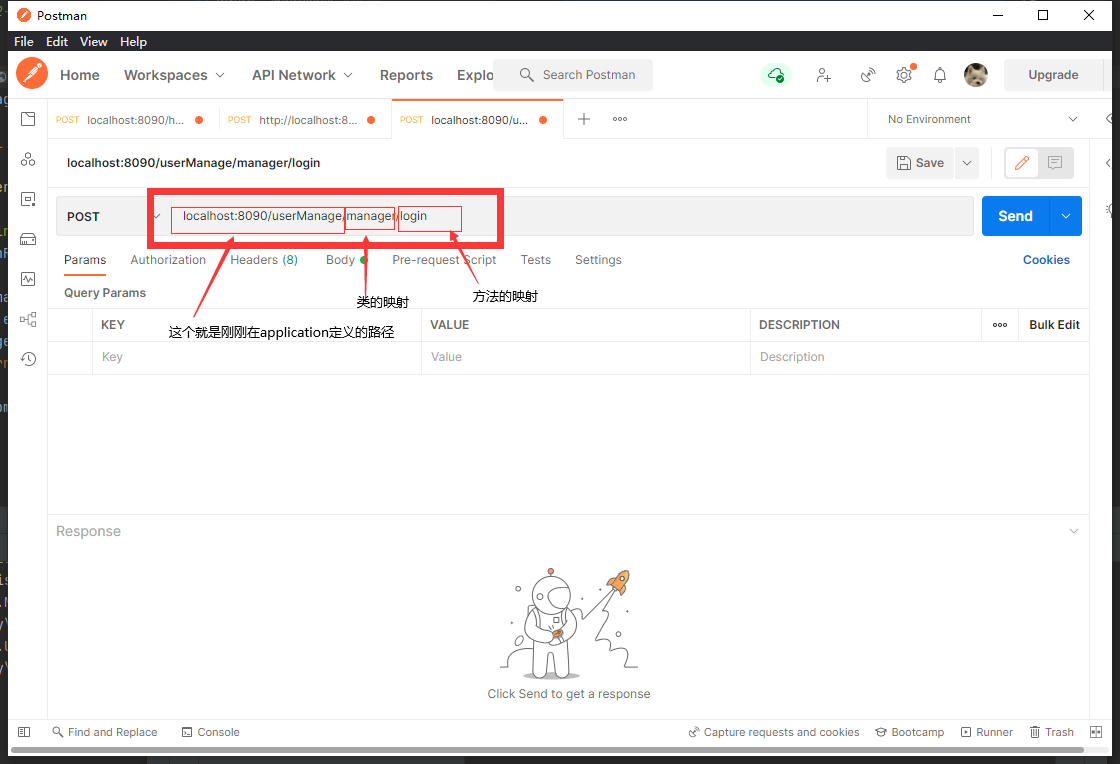 Postman
File Edit View Help
Home Workspaces API Network Reports Explo Search Postman Upgrade
POST localhost:8090/h... POST http://localhost:8... POST localhost:8090/u... No Environment
localhost:8090/userManage/manager/login Save
POST localhost:8090/userManage/manager/login Send
Params Authorization Headers (8) Body Pre-request Script Tests Settings Cookies
Query Params
类的映射
方法的映射
这个就是刚刚在application定义的路径
KEY VALUE DESCRIPTION Bulk Edit
Key Value Description
Response
Click Send to get a response
Find and Replace Console Capture requests and cookies Bootcamp Runner Trash